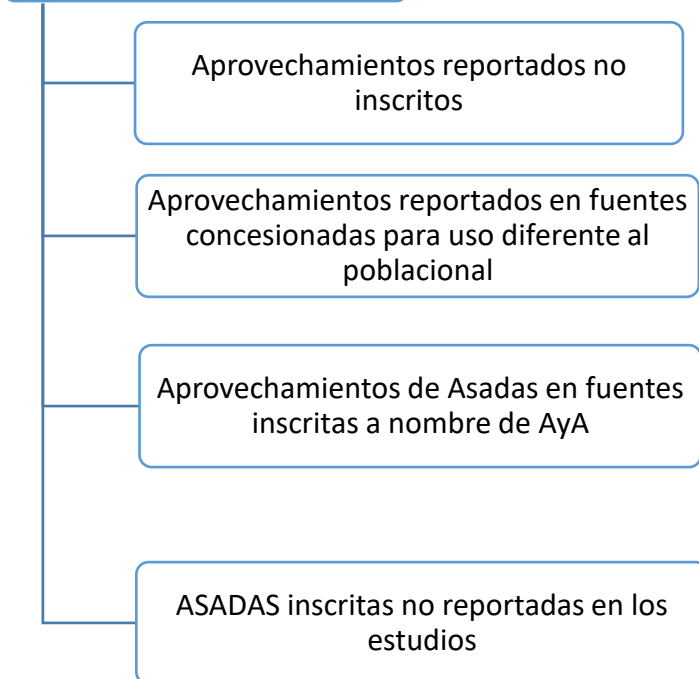 Aprovechamientos reportados no
inscritos
Aprovechamientos reportados en fuentes
concesionadas para uso diferente al
poblacional
Aprovechamientos de Asadas en fuentes
inscritas a nombre de AyA
ASADAS inscritas no reportadas en los
estudios